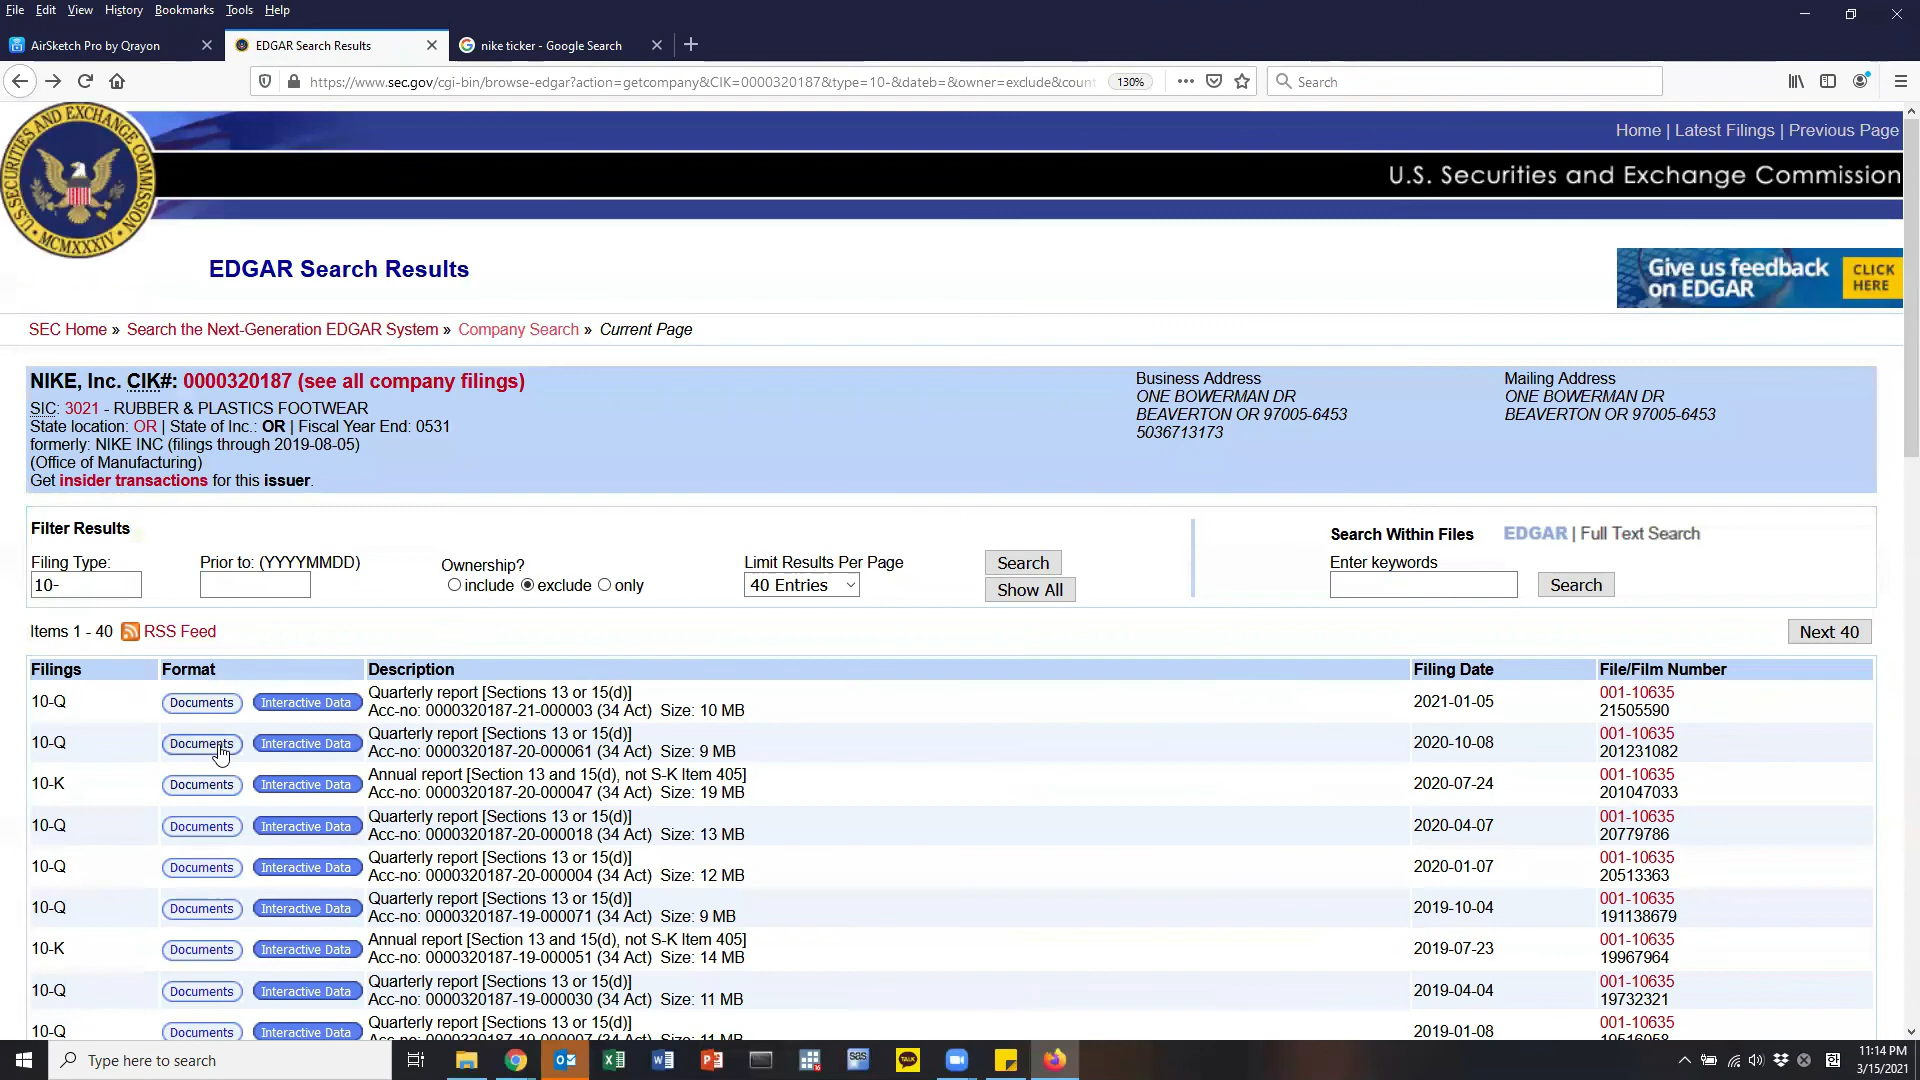 File Edit View History Bookmarks Tools Help
AirSketch Pro by Qrayon
EDGAR Search Results
nike ticker - Google Search
https://www.sec.gov/cgi-bin/browse-edgar?action=getcompany&CIK=0000320187&type=10-&dateb=&owner=exclude&count
130%
Search
Home | Latest Filings | Previous Page
U.S. Securities and Exchange Commission
U.S. SECURITIES AND EXCHANGE COMMISSION
MCMXXXIV
EDGAR Search Results
Give us feedback
on EDGAR
CLICK
HERE
SEC Home » Search the Next-Generation EDGAR System » Company Search » Current Page
NIKE, Inc. CIK#: 0000320187 (see all company filings)
SIC: 3021 - RUBBER & PLASTICS FOOTWEAR
State location: OR | State of Inc.: OR | Fiscal Year End: 0531
formerly: NIKE INC (filings through 2019-08-05)
(Office of Manufacturing)
Get insider transactions for this issuer.
Business Address
ONE BOWERMAN DR
BEAVERTON OR 97005-6453
5036713173
Mailing Address
ONE BOWERMAN DR
BEAVERTON OR 97005-6453
Filter Results
Filing Type:
10-
Prior to: (YYYYMMDD)
Ownership?
include exclude only
Limit Results Per Page
40 Entries
Search
Show All
Search Within Files
EDGAR | Full Text Search
Enter keywords
Search
Items 1 - 40 RSS Feed
Next 40
Filings Format Description Filing Date File/Film Number
10-Q Documents Interactive Data Quarterly report [Sections 13 or 15(d)] 2021-01-05 001-10635
Acc-no: 0000320187-21-000003 (34 Act) Size: 10 MB 21505590
10-Q Documents Interactive Data Quarterly report [Sections 13 or 15(d)] 2020-10-08 001-10635
Acc-no: 0000320187-20-000061 (34 Act) Size: 9 MB 201231082
10-K Documents Interactive Data Annual report [Section 13 and 15(d), not S-K Item 405] 2020-07-24 001-10635
Acc-no: 0000320187-20-000047 (34 Act) Size: 19 MB 201047033
10-Q Documents Interactive Data Quarterly report [Sections 13 or 15(d)] 2020-04-07 001-10635
Acc-no: 0000320187-20-000018 (34 Act) Size: 13 MB 20779786
10-Q Documents Interactive Data Quarterly report [Sections 13 or 15(d)] 2020-01-07 001-10635
Acc-no: 0000320187-20-000004 (34 Act) Size: 12 MB 20513363
10-Q Documents Interactive Data Quarterly report [Sections 13 or 15(d)] 2019-10-04 001-10635
Acc-no: 0000320187-19-000071 (34 Act) Size: 9 MB 191138679
10-K Documents Interactive Data Annual report [Section 13 and 15(d), not S-K Item 405] 2019-07-23 001-10635
Acc-no: 0000320187-19-000051 (34 Act) Size: 14 MB 19967964
10-Q Documents Interactive Data Quarterly report [Sections 13 or 15(d)] 2019-04-04 001-10635
Acc-no: 0000320187-19-000030 (34 Act) Size: 11 MB 19732321
10-Q Documents Interactive Data Quarterly report [Sections 13 or 15(d)] 2019-01-08 001-10635
Acc-no: 0000320187-19-000007 (34 Act) Size: 11 MB 19516058
Type here to search
11:14 PM
3/15/2021